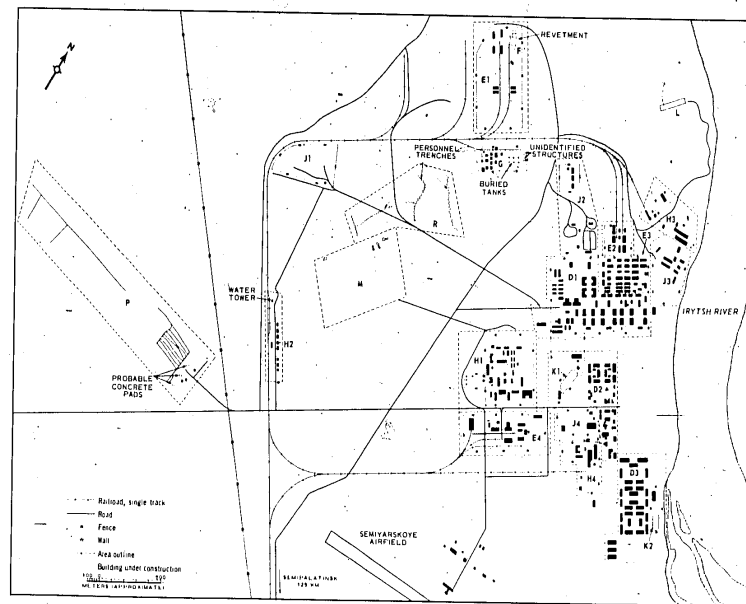 N
REVETMENT
F
E1
L
PERSONNEL
TRENCHES
UNIDENTIFIED
STRUCTURES
G
BURIED
TANKS
J1
J2
R
H3
E3
E2
J3
D1
M
P
WATER
TOWER
H2
IRYTSH RIVER
PROBABLE
CONCRETE
PADS
H1
K1
D2
J4
E4
H4
D3
K2
Railroad, single track
Road
Fence
Wall
Area outline
Building under construction
METERS (APPROXIMATE)
SEMIYARSKOYE
AIRFIELD
SEMIPALATINSK
125 KM